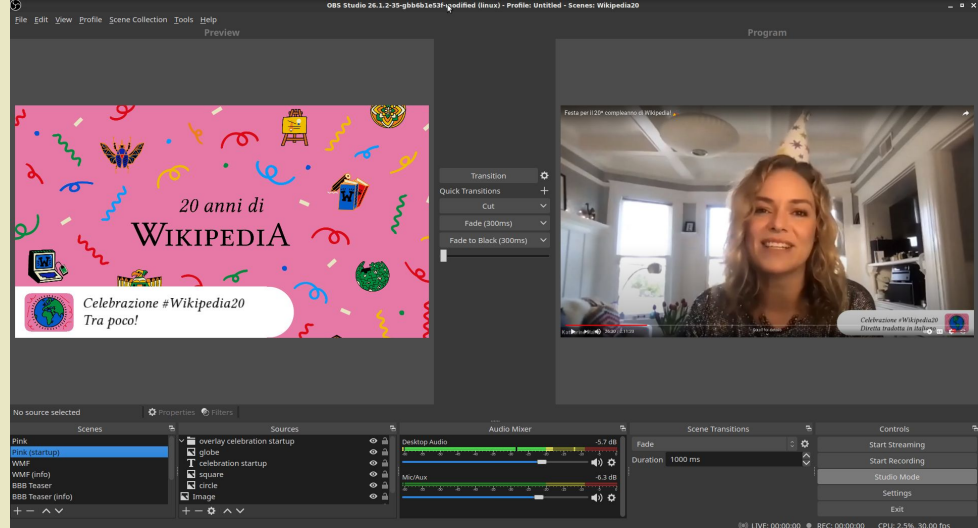 OBS Studio 26.1.2-35-gbb6b1e53f-modified (linux) - Profile: Untitled - Scenes: Wikipedia20
File Edit View Profile Scene Collection Tools Help
Preview
Program
20 anni di
WIKIPEDIA
Celebrazione #Wikipedia20
Tra poco!
Transition
Quick Transitions
Cut
Fade (300ms)
Fade to Black (300ms)
Festa per il 20° compleanno di Wikipedia!
Celebrazione #Wikipedia20
Diretta tradotta in italiano
No source selected
Properties Filters
Scenes
Pink
Pink (startup)
WMF
WMF (info)
BBB Teaser
BBB Teaser (info)
Sources
overlay celebration startup
globe
celebration startup
square
circle
Image
Audio Mixer
Desktop Audio -5.7 dB
Mic/Aux -6.3 dB
Scene Transitions
Fade
Duration 1000 ms
Controls
Start Streaming
Start Recording
Studio Mode
Settings
Exit
LIVE: 00:00:00 REC: 00:00:00 CPU: 2.5%, 30.00 fps